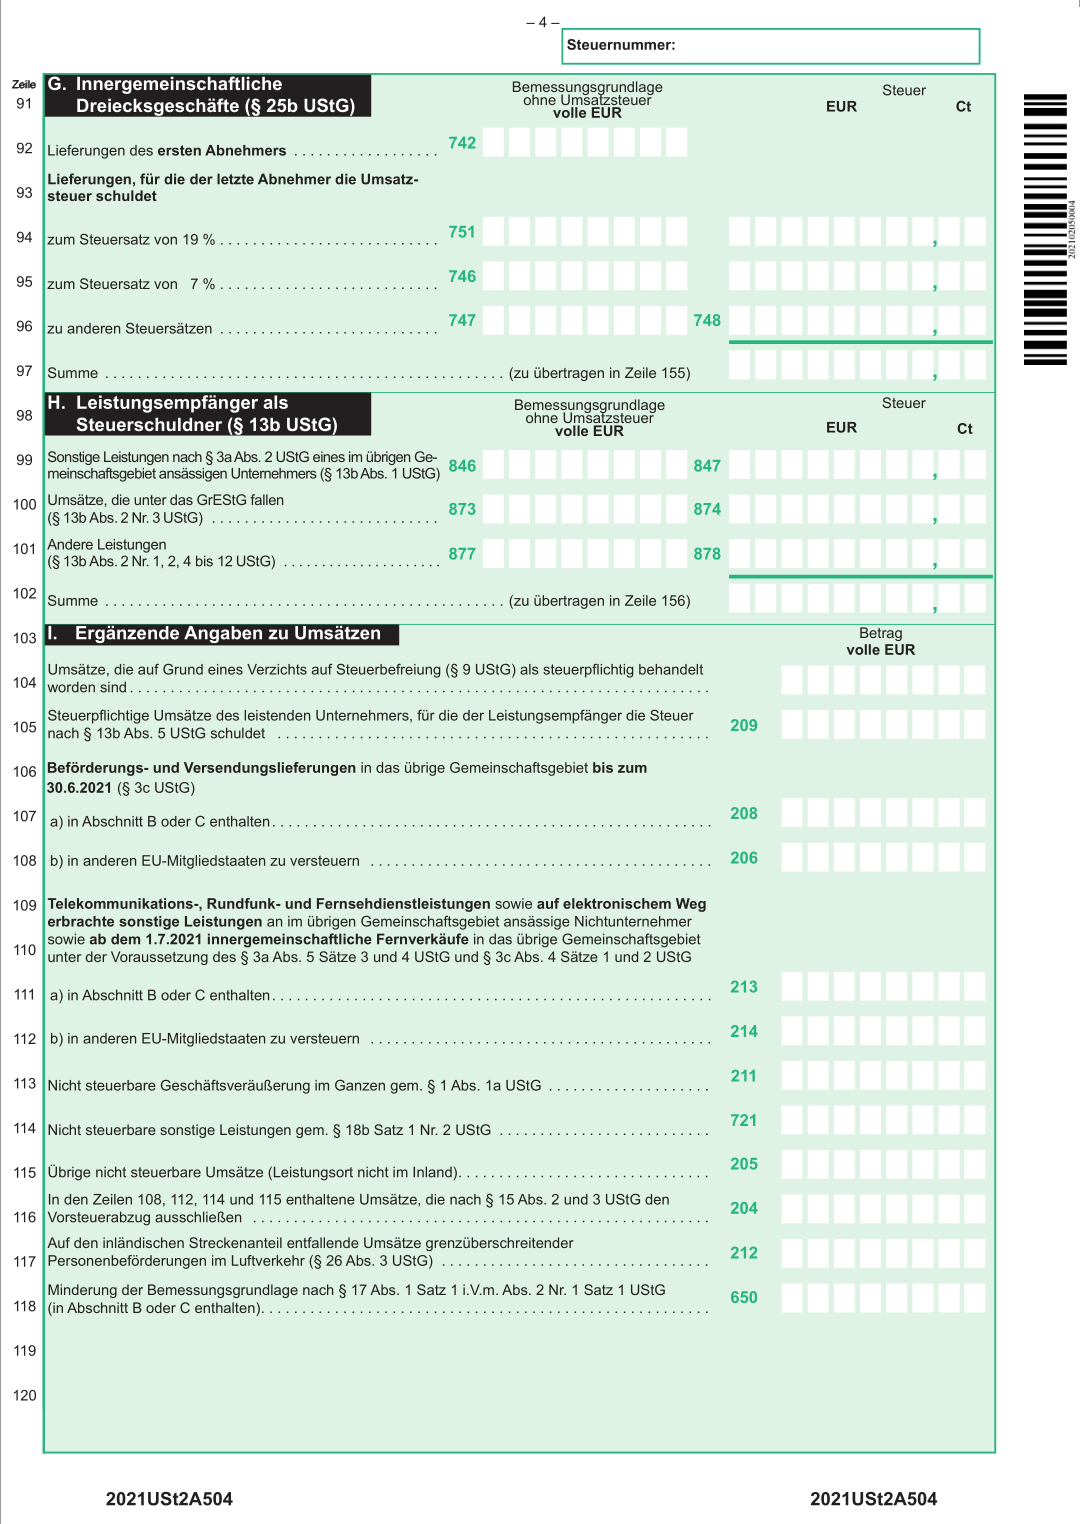 – 4 –
Steuernummer:
Zeile
91 G. Innergemeinschaftliche Dreiecksgeschäfte (§ 25b UStG) Bemessungsgrundlage ohne Umsatzsteuer volle EUR Steuer EUR Ct
92 Lieferungen des ersten Abnehmers . . . . . . . . . . . . . . . . . . 742
93 Lieferungen, für die der letzte Abnehmer die Umsatz-
steuer schuldet
94 zum Steuersatz von 19 % . . . . . . . . . . . . . . . . . . . . . . . . . . . 751 ,
95 zum Steuersatz von 7 % . . . . . . . . . . . . . . . . . . . . . . . . . . . 746 ,
96 zu anderen Steuersätzen . . . . . . . . . . . . . . . . . . . . . . . . . . . 747 748 ,
97 Summe . . . . . . . . . . . . . . . . . . . . . . . . . . . . . . . . . . . . . . . . . . . . . . . . . (zu übertragen in Zeile 155) ,
98 H. Leistungsempfänger als Steuerschuldner (§ 13b UStG) Bemessungsgrundlage ohne Umsatzsteuer volle EUR Steuer EUR Ct
99 Sonstige Leistungen nach § 3a Abs. 2 UStG eines im übrigen Ge-
meinschaftsgebiet ansässigen Unternehmers (§ 13b Abs. 1 UStG) 846 847 ,
100 Umsätze, die unter das GrEStG fallen
(§ 13b Abs. 2 Nr. 3 UStG) . . . . . . . . . . . . . . . . . . . . . . . . . . . . 873 874 ,
101 Andere Leistungen
(§ 13b Abs. 2 Nr. 1, 2, 4 bis 12 UStG) . . . . . . . . . . . . . . . . . . . . . 877 878 ,
102 Summe . . . . . . . . . . . . . . . . . . . . . . . . . . . . . . . . . . . . . . . . . . . . . . . . . (zu übertragen in Zeile 156) ,
103 I. Ergänzende Angaben zu Umsätzen Betrag volle EUR
104 Umsätze, die auf Grund eines Verzichts auf Steuerbefreiung (§ 9 UStG) als steuerpflichtig behandelt
worden sind . . . . . . . . . . . . . . . . . . . . . . . . . . . . . . . . . . . . . . . . . . . . . . . . . . . . . . . . . . . . . . . . . . . . . . .
105 Steuerpflichtige Umsätze des leistenden Unternehmers, für die der Leistungsempfänger die Steuer
nach § 13b Abs. 5 UStG schuldet . . . . . . . . . . . . . . . . . . . . . . . . . . . . . . . . . . . . . . . . . . . . . . . . . . . . . 209
106 Beförderungs- und Versendungslieferungen in das übrige Gemeinschaftsgebiet bis zum
30.6.2021 (§ 3c UStG)
107 a) in Abschnitt B oder C enthalten . . . . . . . . . . . . . . . . . . . . . . . . . . . . . . . . . . . . . . . . . . . . . . . . . . . . . . 208
108 b) in anderen EU-Mitgliedstaaten zu versteuern . . . . . . . . . . . . . . . . . . . . . . . . . . . . . . . . . . . . . . . . . . 206
109 Telekommunikations-, Rundfunk- und Fernsehdienstleistungen sowie auf elektronischem Weg
erbrachte sonstige Leistungen an im übrigen Gemeinschaftsgebiet ansässige Nichtunternehmer
110 sowie ab dem 1.7.2021 innergemeinschaftliche Fernverkäufe in das übrige Gemeinschaftsgebiet
unter der Voraussetzung des § 3a Abs. 5 Sätze 3 und 4 UStG und § 3c Abs. 4 Sätze 1 und 2 UStG
111 a) in Abschnitt B oder C enthalten . . . . . . . . . . . . . . . . . . . . . . . . . . . . . . . . . . . . . . . . . . . . . . . . . . . . . . 213
112 b) in anderen EU-Mitgliedstaaten zu versteuern . . . . . . . . . . . . . . . . . . . . . . . . . . . . . . . . . . . . . . . . . . 214
113 Nicht steuerbare Geschäftsveräußerung im Ganzen gem. § 1 Abs. 1a UStG . . . . . . . . . . . . . . . . . . . . 211
114 Nicht steuerbare sonstige Leistungen gem. § 18b Satz 1 Nr. 2 UStG . . . . . . . . . . . . . . . . . . . . . . . . . . 721
115 Übrige nicht steuerbare Umsätze (Leistungsort nicht im Inland) . . . . . . . . . . . . . . . . . . . . . . . . . . . . . . . 205
116 In den Zeilen 108, 112, 114 und 115 enthaltene Umsätze, die nach § 15 Abs. 2 und 3 UStG den
Vorsteuerabzug ausschließen . . . . . . . . . . . . . . . . . . . . . . . . . . . . . . . . . . . . . . . . . . . . . . . . . . . . . . . . 204
117 Auf den inländischen Streckenanteil entfallende Umsätze grenzüberschreitender
Personenbeförderungen im Luftverkehr (§ 26 Abs. 3 UStG) . . . . . . . . . . . . . . . . . . . . . . . . . . . . . . . . . 212
118 Minderung der Bemessungsgrundlage nach § 17 Abs. 1 Satz 1 i.V.m. Abs. 2 Nr. 1 Satz 1 UStG
(in Abschnitt B oder C enthalten) . . . . . . . . . . . . . . . . . . . . . . . . . . . . . . . . . . . . . . . . . . . . . . . . . . . . . . . 650
119
120
2021USt2A504 2021USt2A504
202102050004